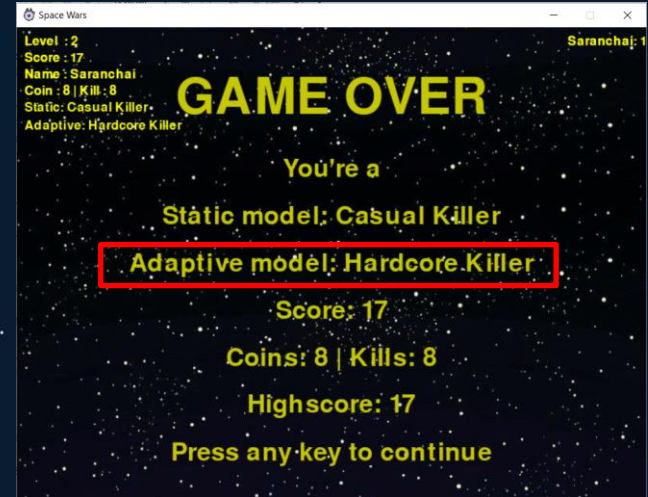 Space Wars
Level : 2
Saranchai: 1
Score : 17
Name : Saranchai
Coin : 8 | Kill : 8
Static: Casual Killer
Adaptive: Hardcore Killer
GAME OVER
You're a
Static model: Casual Killer
Adaptive model: Hardcore Killer
Score: 17
Coins: 8 | Kills: 8
Highscore: 17
Press any key to continue